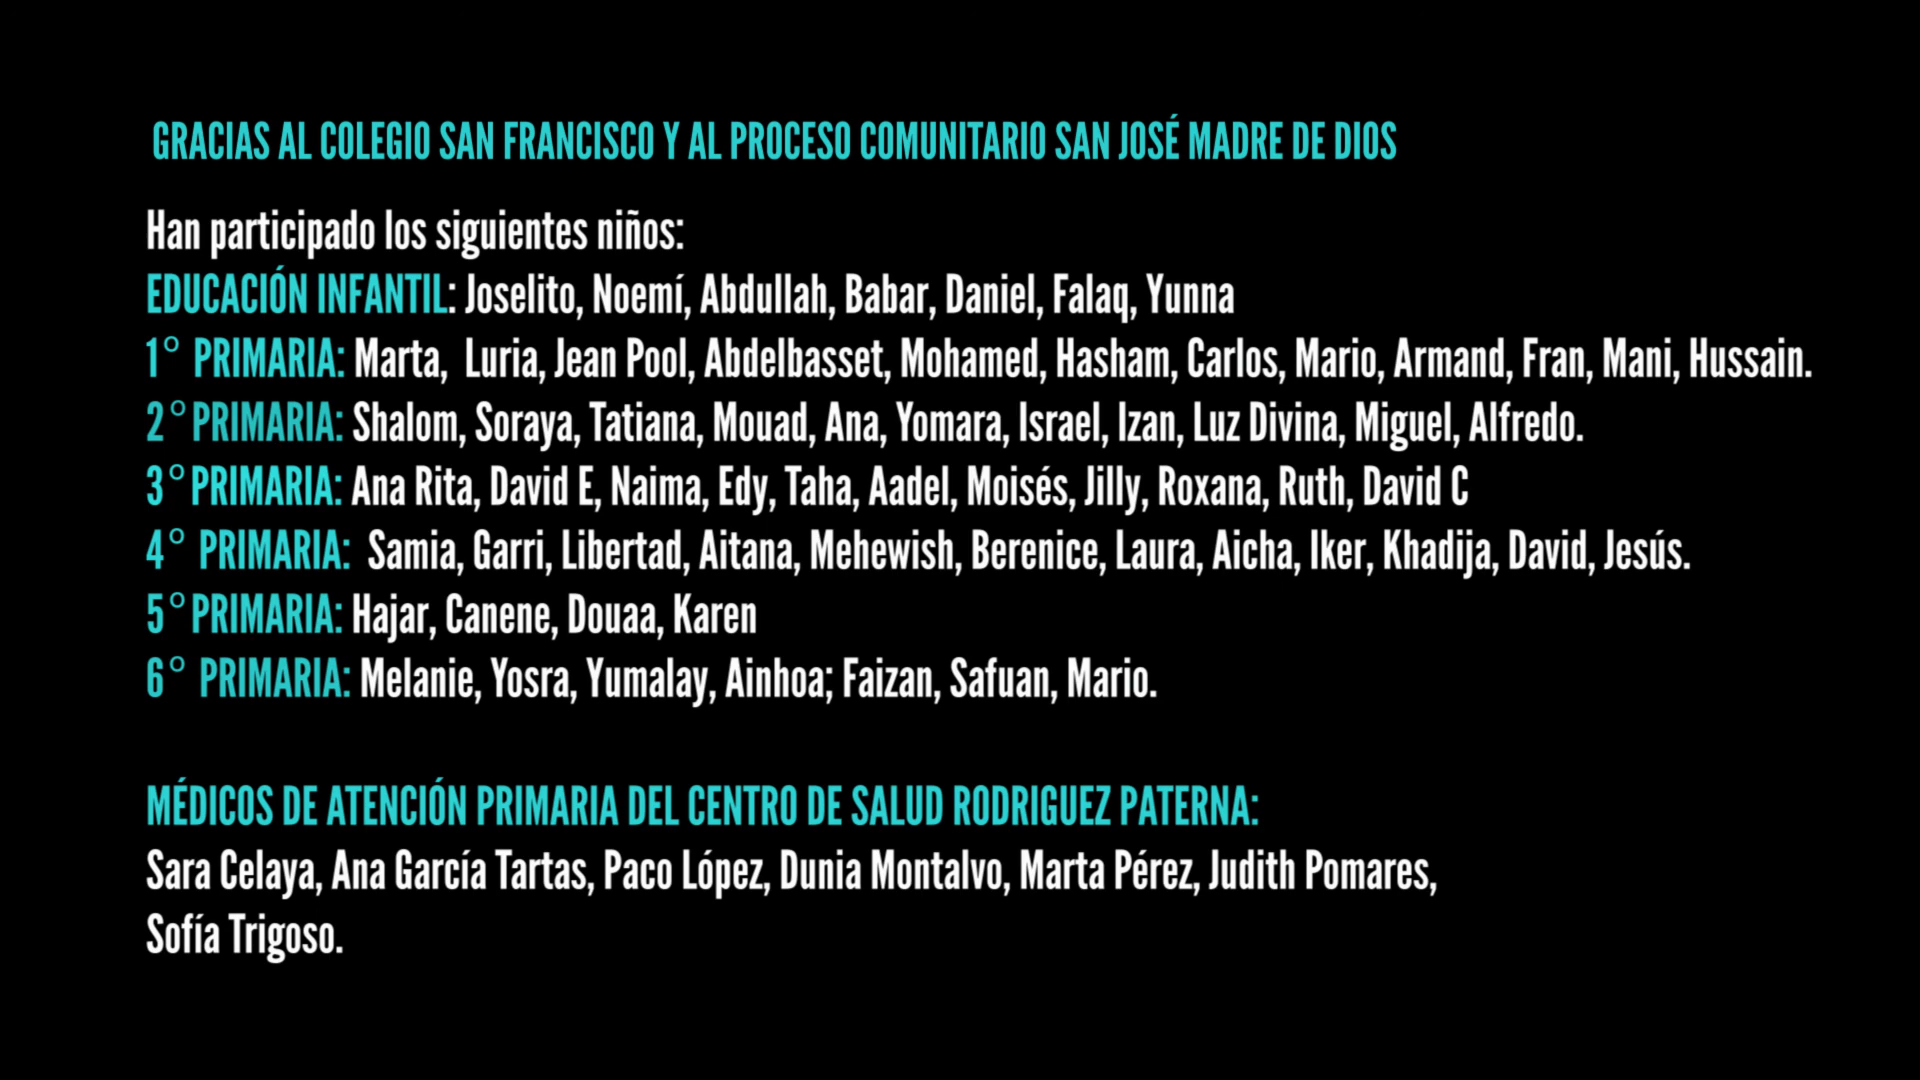 GRACIAS AL COLEGIO SAN FRANCISCO Y AL PROCESO COMUNITARIO SAN JOSÉ MADRE DE DIOS
Han participado los siguientes niños:
EDUCACIÓN INFANTIL: Joselito, Noemí, Abdullah, Babar, Daniel, Falaq, Yunna
1° PRIMARIA: Marta, Luria, Jean Pool, Abdelbasset, Mohamed, Hasham, Carlos, Mario, Armand, Fran, Mani, Hussain.
2° PRIMARIA: Shalom, Soraya, Tatiana, Mouad, Ana, Yomara, Israel, Izan, Luz Divina, Miguel, Alfredo.
3° PRIMARIA: Ana Rita, David E, Naima, Edy, Taha, Aadel, Moisés, Jilly, Roxana, Ruth, David C
4° PRIMARIA: Samia, Garri, Libertad, Aitana, Mehewish, Berenice, Laura, Aicha, Iker, Khadija, David, Jesús.
5° PRIMARIA: Hajar, Canene, Douaa, Karen
6° PRIMARIA: Melanie, Yosra, Yumalay, Ainhoa; Faizan, Safuan, Mario.
MÉDICOS DE ATENCIÓN PRIMARIA DEL CENTRO DE SALUD RODRIGUEZ PATERNA:
Sara Celaya, Ana García Tartas, Paco López, Dunia Montalvo, Marta Pérez, Judith Pomares,
Sofía Trigoso.